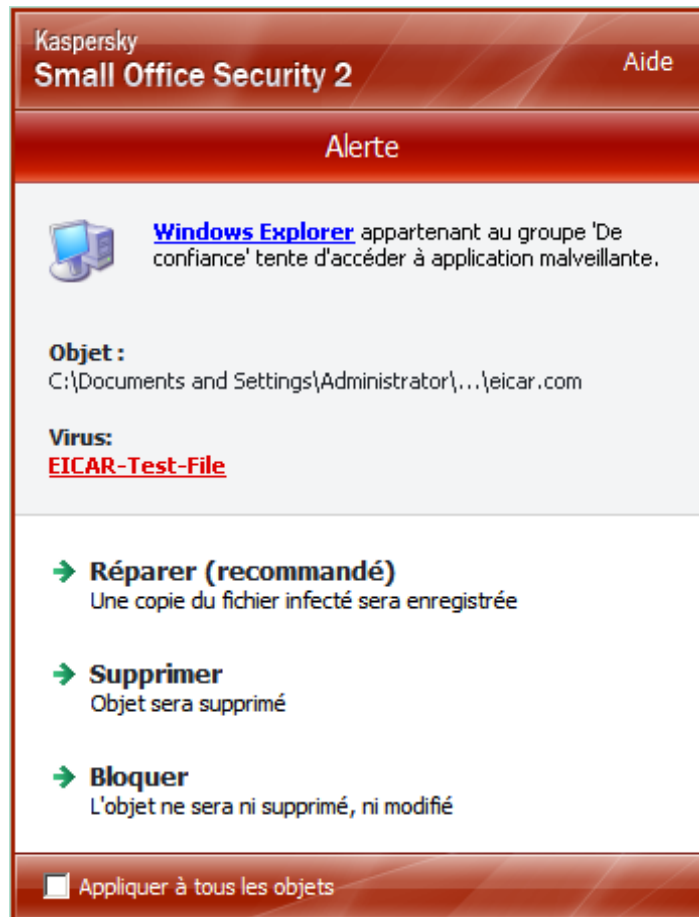 Kaspersky
Small Office Security 2
Aide
Alerte
Windows Explorer appartenant au groupe 'De
confiance' tente d'accéder à application malveillante.
Objet :
C:\Documents and Settings\Administrator\...\eicar.com
Virus:
EICAR-Test-File
Réparer (recommandé)
Une copie du fichier infecté sera enregistrée
Supprimer
Objet sera supprimé
Bloquer
L'objet ne sera ni supprimé, ni modifié
Appliquer à tous les objets